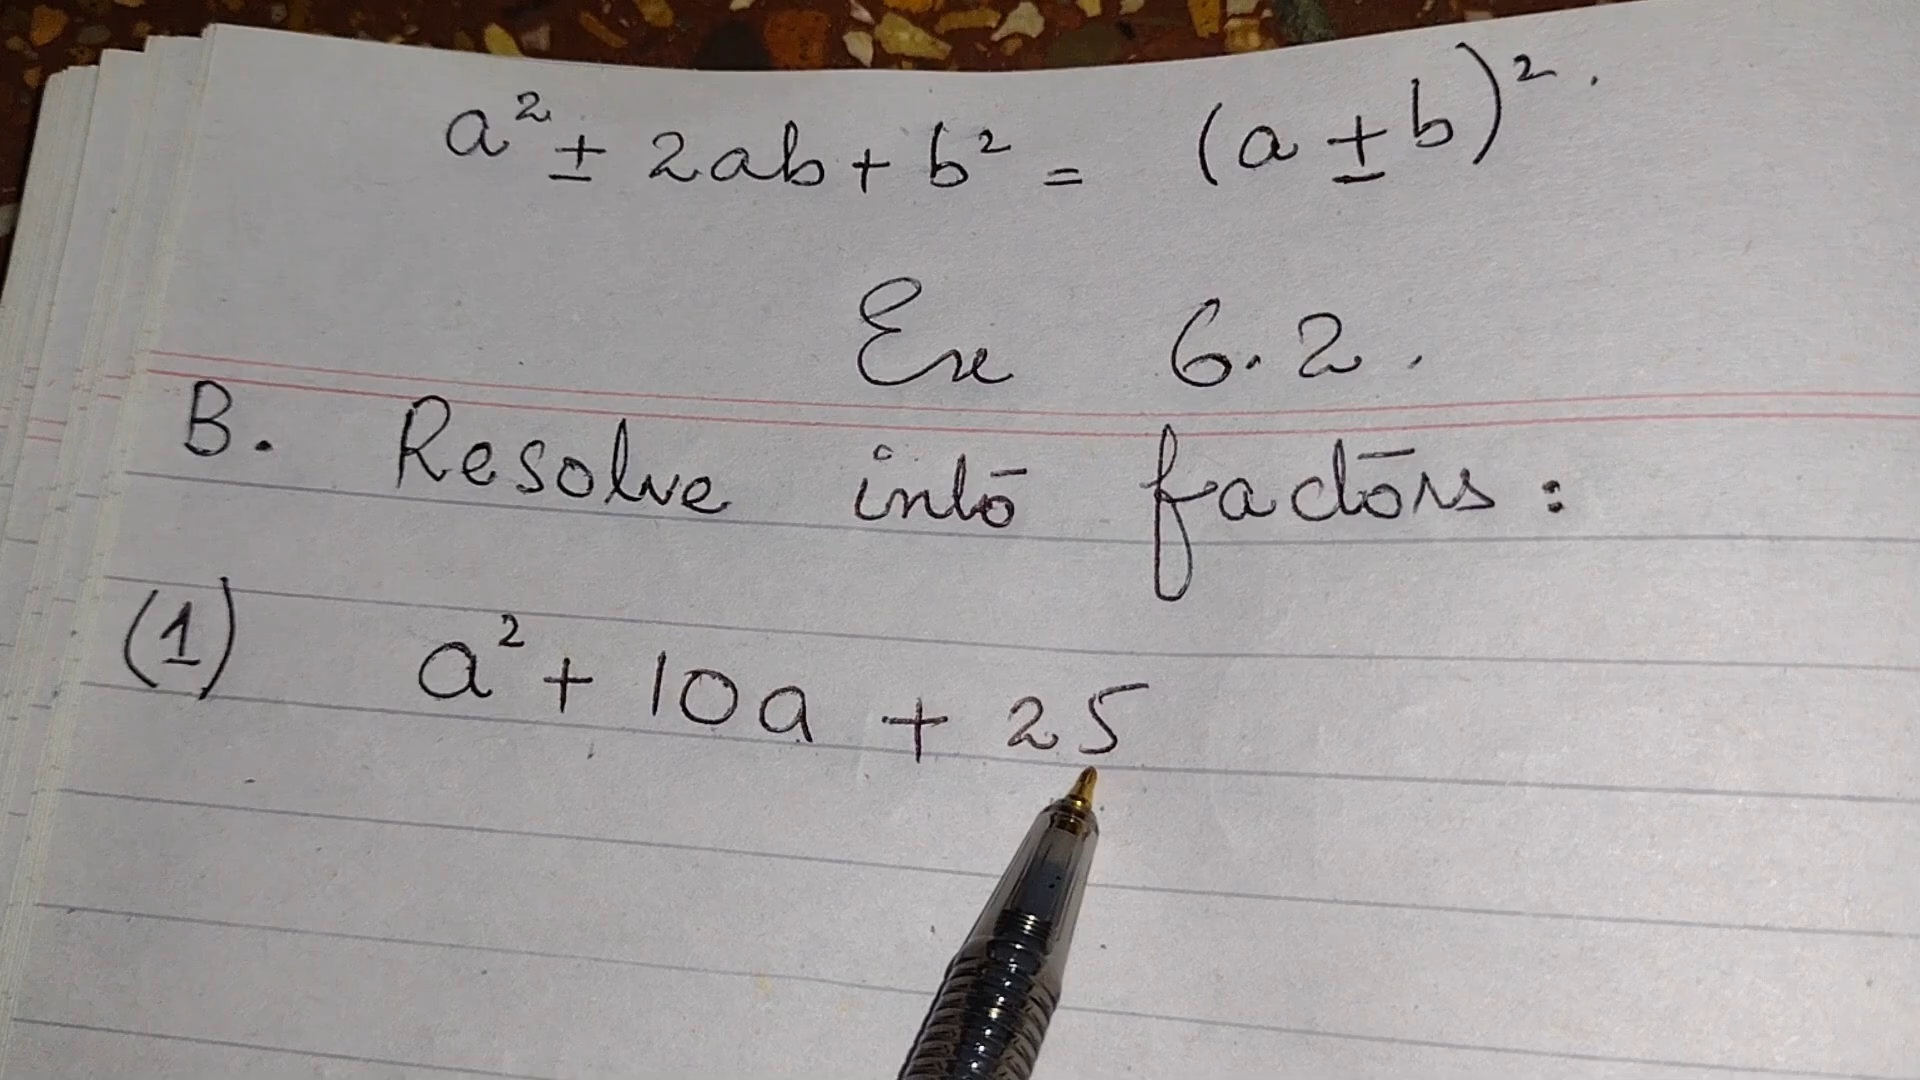 a² ± 2ab + b² = (a ± b)².
Ex 6.2.
B. Resolve into factors:
(1) a² + 10a + 25